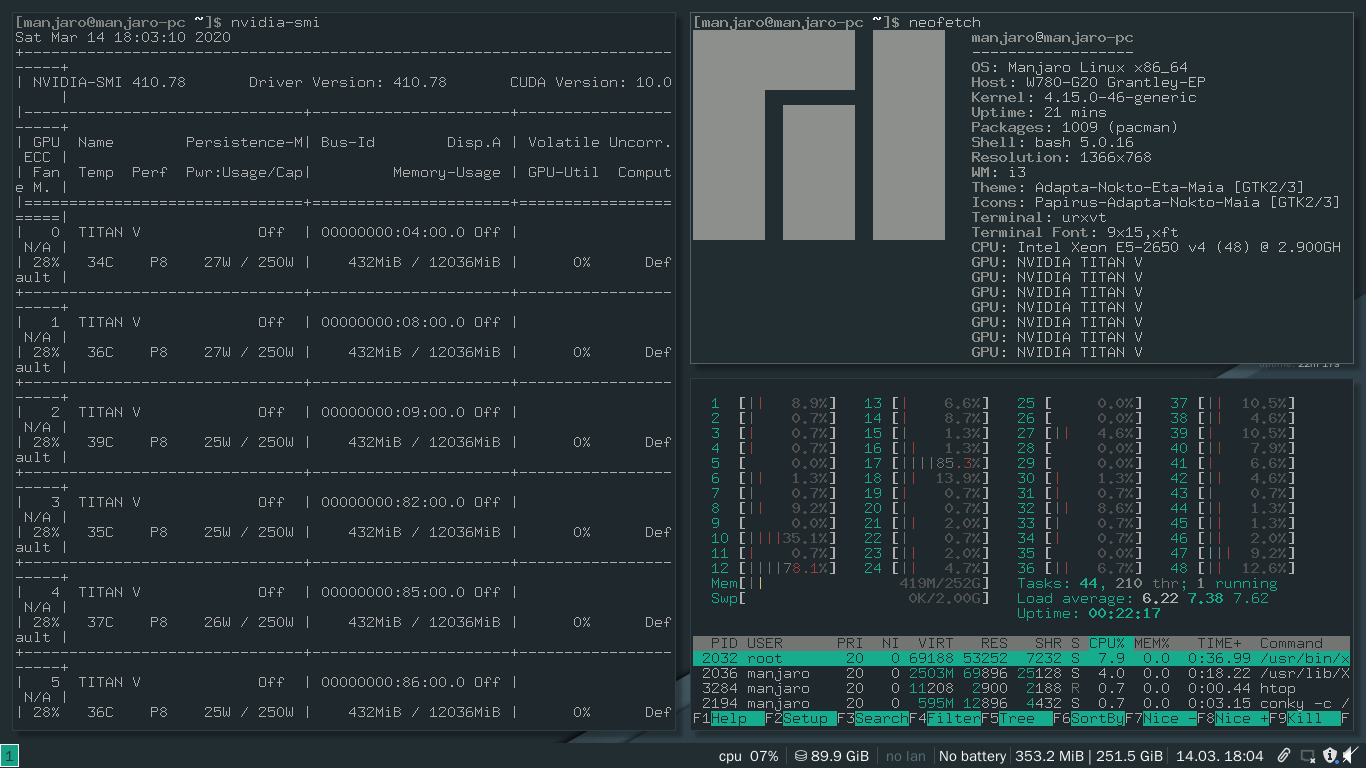 [manjaro@manjaro-pc ~]$ nvidia-smi
Sat Mar 14 18:03:10 2020
+-------------------------------+----------------------+----------------------+
| NVIDIA-SMI 410.78 Driver Version: 410.78 CUDA Version: 10.0 |
|-------------------------------+----------------------+----------------------+
| GPU Name Persistence-M| Bus-Id Disp.A | Volatile Uncorr. ECC |
| Fan Temp Perf Pwr:Usage/Cap| Memory-Usage | GPU-Util Compute M. |
|===============================+======================+======================|
| 0 TITAN V Off | 00000000:04:00.0 Off | N/A |
| 28% 34C P8 27W / 250W | 432MiB / 12036MiB | 0% Default |
+-------------------------------+----------------------+----------------------+
| 1 TITAN V Off | 00000000:08:00.0 Off | N/A |
| 28% 36C P8 27W / 250W | 432MiB / 12036MiB | 0% Default |
+-------------------------------+----------------------+----------------------+
| 2 TITAN V Off | 00000000:09:00.0 Off | N/A |
| 28% 39C P8 25W / 250W | 432MiB / 12036MiB | 0% Default |
+-------------------------------+----------------------+----------------------+
| 3 TITAN V Off | 00000000:82:00.0 Off | N/A |
| 28% 35C P8 25W / 250W | 432MiB / 12036MiB | 0% Default |
+-------------------------------+----------------------+----------------------+
| 4 TITAN V Off | 00000000:85:00.0 Off | N/A |
| 28% 37C P8 26W / 250W | 432MiB / 12036MiB | 0% Default |
+-------------------------------+----------------------+----------------------+
| 5 TITAN V Off | 00000000:86:00.0 Off | N/A |
| 28% 36C P8 25W / 250W | 432MiB / 12036MiB | 0% Def
[manjaro@manjaro-pc ~]$ neofetch
manjaro@manjaro-pc
------------------
OS: Manjaro Linux x86_64
Host: W780-G20 Grantley-EP
Kernel: 4.15.0-46-generic
Uptime: 21 mins
Packages: 1009 (pacman)
Shell: bash 5.0.16
Resolution: 1366x768
WM: i3
Theme: Adapta-Nokto-Eta-Maia [GTK2/3]
Icons: Papirus-Adapta-Nokto-Maia [GTK2/3]
Terminal: urxvt
Terminal Font: 9x15,xft
CPU: Intel Xeon E5-2650 v4 (48) @ 2.900GH
GPU: NVIDIA TITAN V
GPU: NVIDIA TITAN V
GPU: NVIDIA TITAN V
GPU: NVIDIA TITAN V
GPU: NVIDIA TITAN V
GPU: NVIDIA TITAN V
GPU: NVIDIA TITAN V
1 [|| 8.9%] 13 [| 6.6%] 25 [ 0.0%] 37 [|| 10.5%]
2 [| 0.7%] 14 [| 8.7%] 26 [ 0.0%] 38 [|| 4.6%]
3 [| 0.7%] 15 [| 1.3%] 27 [|| 4.6%] 39 [| 10.5%]
4 [| 0.7%] 16 [|| 1.3%] 28 [ 0.0%] 40 [|| 7.9%]
5 [ 0.0%] 17 [||||85.3%] 29 [ 0.0%] 41 [| 6.6%]
6 [|| 1.3%] 18 [|| 13.9%] 30 [| 1.3%] 42 [|| 4.6%]
7 [| 0.7%] 19 [| 0.7%] 31 [| 0.7%] 43 [| 0.7%]
8 [|| 9.2%] 20 [| 0.7%] 32 [|| 8.6%] 44 [|| 1.3%]
9 [ 0.0%] 21 [|| 2.0%] 33 [| 0.7%] 45 [|| 1.3%]
10 [||||35.1%] 22 [| 0.7%] 34 [| 0.7%] 46 [|| 2.0%]
11 [| 0.7%] 23 [|| 2.0%] 35 [ 0.0%] 47 [||| 9.2%]
12 [||||78.1%] 24 [|| 4.7%] 36 [|| 6.7%] 48 [|| 12.6%]
Mem[|| 419M/252G] Tasks: 44, 210 thr; 1 running
Swp[ 0K/2.00G] Load average: 6.22 7.38 7.62
Uptime: 00:22:17
PID USER PRI NI VIRT RES SHR S CPU% MEM% TIME+ Command
2032 root 20 0 69188 53252 7232 S 7.9 0.0 0:36.99 /usr/bin/x
2036 manjaro 20 0 2503M 69896 25128 S 4.0 0.0 0:18.22 /usr/lib/X
3284 manjaro 20 0 11208 2900 2188 R 0.7 0.0 0:00.44 htop
2194 manjaro 20 0 595M 12896 4432 S 0.7 0.0 0:03.15 conky -c /
F1Help F2Setup F3SearchF4FilterF5Tree F6SortByF7Nice -F8Nice +F9Kill F
1 cpu 07% | 89.9 GiB | no lan | No battery | 353.2 MiB | 251.5 GiB | 14.03. 18:04